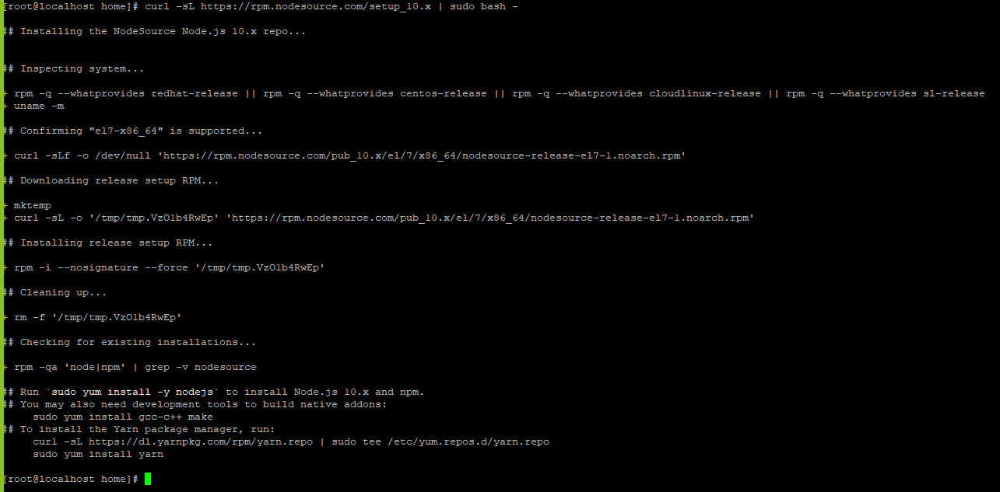 [root@localhost home]# curl -sL https://rpm.nodesource.com/setup_10.x | sudo bash -
## Installing the NodeSource Node.js 10.x repo...
## Inspecting system...
+ rpm -q --whatprovides redhat-release || rpm -q --whatprovides centos-release || rpm -q --whatprovides cloudlinux-release || rpm -q --whatprovides sl-release
+ uname -m
## Confirming "el7-x86_64" is supported...
+ curl -sLf -o /dev/null 'https://rpm.nodesource.com/pub_10.x/el/7/x86_64/nodesource-release-el7-1.noarch.rpm'
## Downloading release setup RPM...
+ mktemp
+ curl -sL -o '/tmp/tmp.VzO1b4RwEp' 'https://rpm.nodesource.com/pub_10.x/el/7/x86_64/nodesource-release-el7-1.noarch.rpm'
## Installing release setup RPM...
+ rpm -i --nosignature --force '/tmp/tmp.VzO1b4RwEp'
## Cleaning up...
+ rm -f '/tmp/tmp.VzO1b4RwEp'
## Checking for existing installations...
+ rpm -qa 'node|npm' | grep -v nodesource
## Run `sudo yum install -y nodejs` to install Node.js 10.x and npm.
## You may also need development tools to build native addons:
sudo yum install gcc-c++ make
## To install the Yarn package manager, run:
curl -sL https://dl.yarnpkg.com/rpm/yarn.repo | sudo tee /etc/yum.repos.d/yarn.repo
sudo yum install yarn
[root@localhost home]#